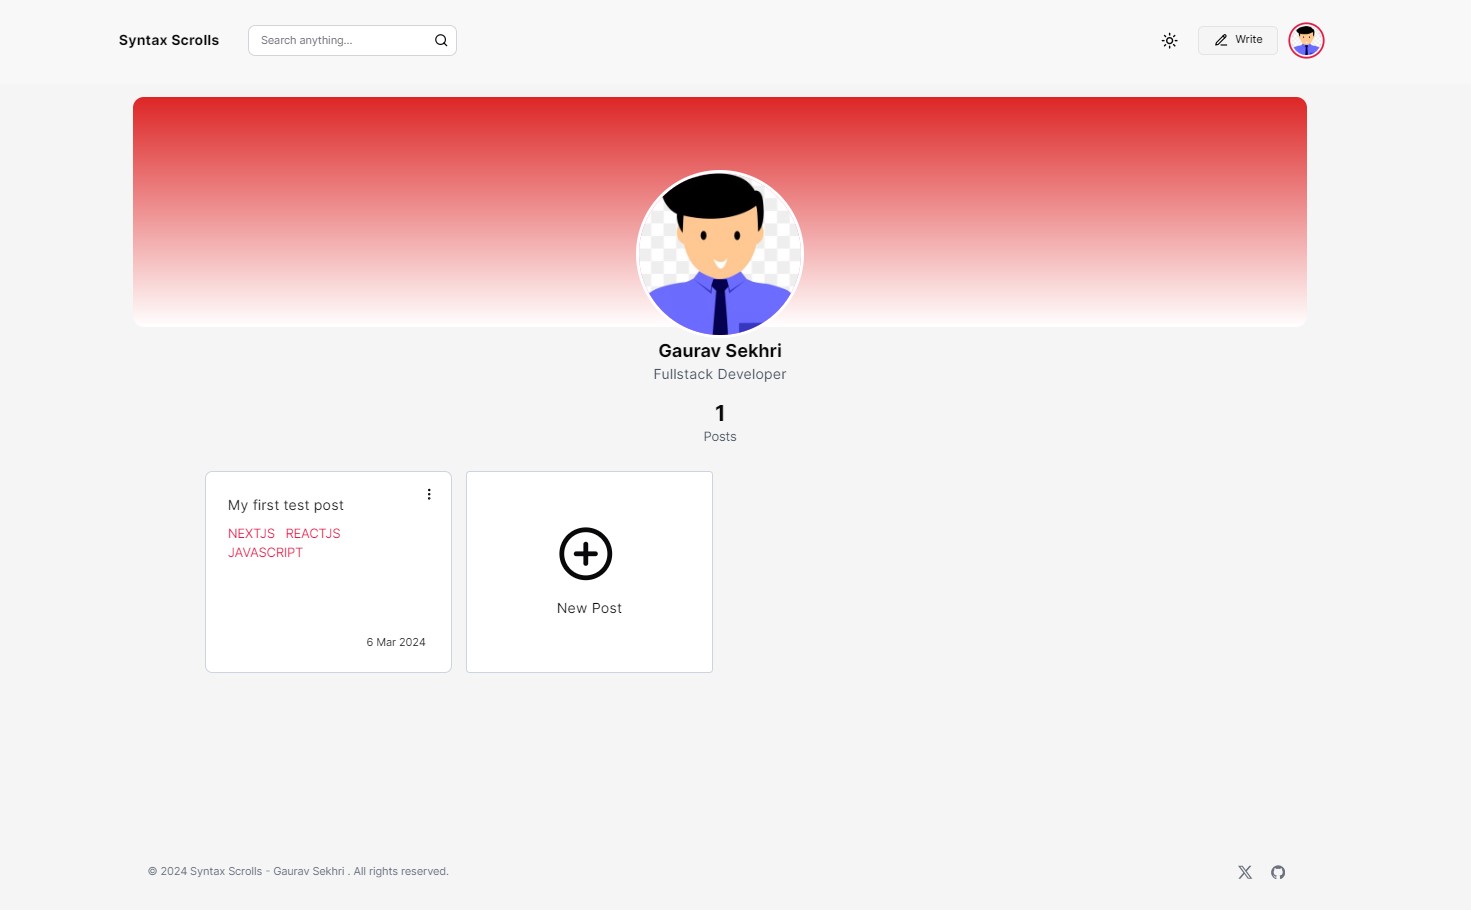 Syntax Scrolls
Search anything...
Write
Gaurav Sekhri
Fullstack Developer
1
Posts
My first test post
NEXTJS REACTJS
JAVASCRIPT
6 Mar 2024
New Post
© 2024 Syntax Scrolls - Gaurav Sekhri . All rights reserved.